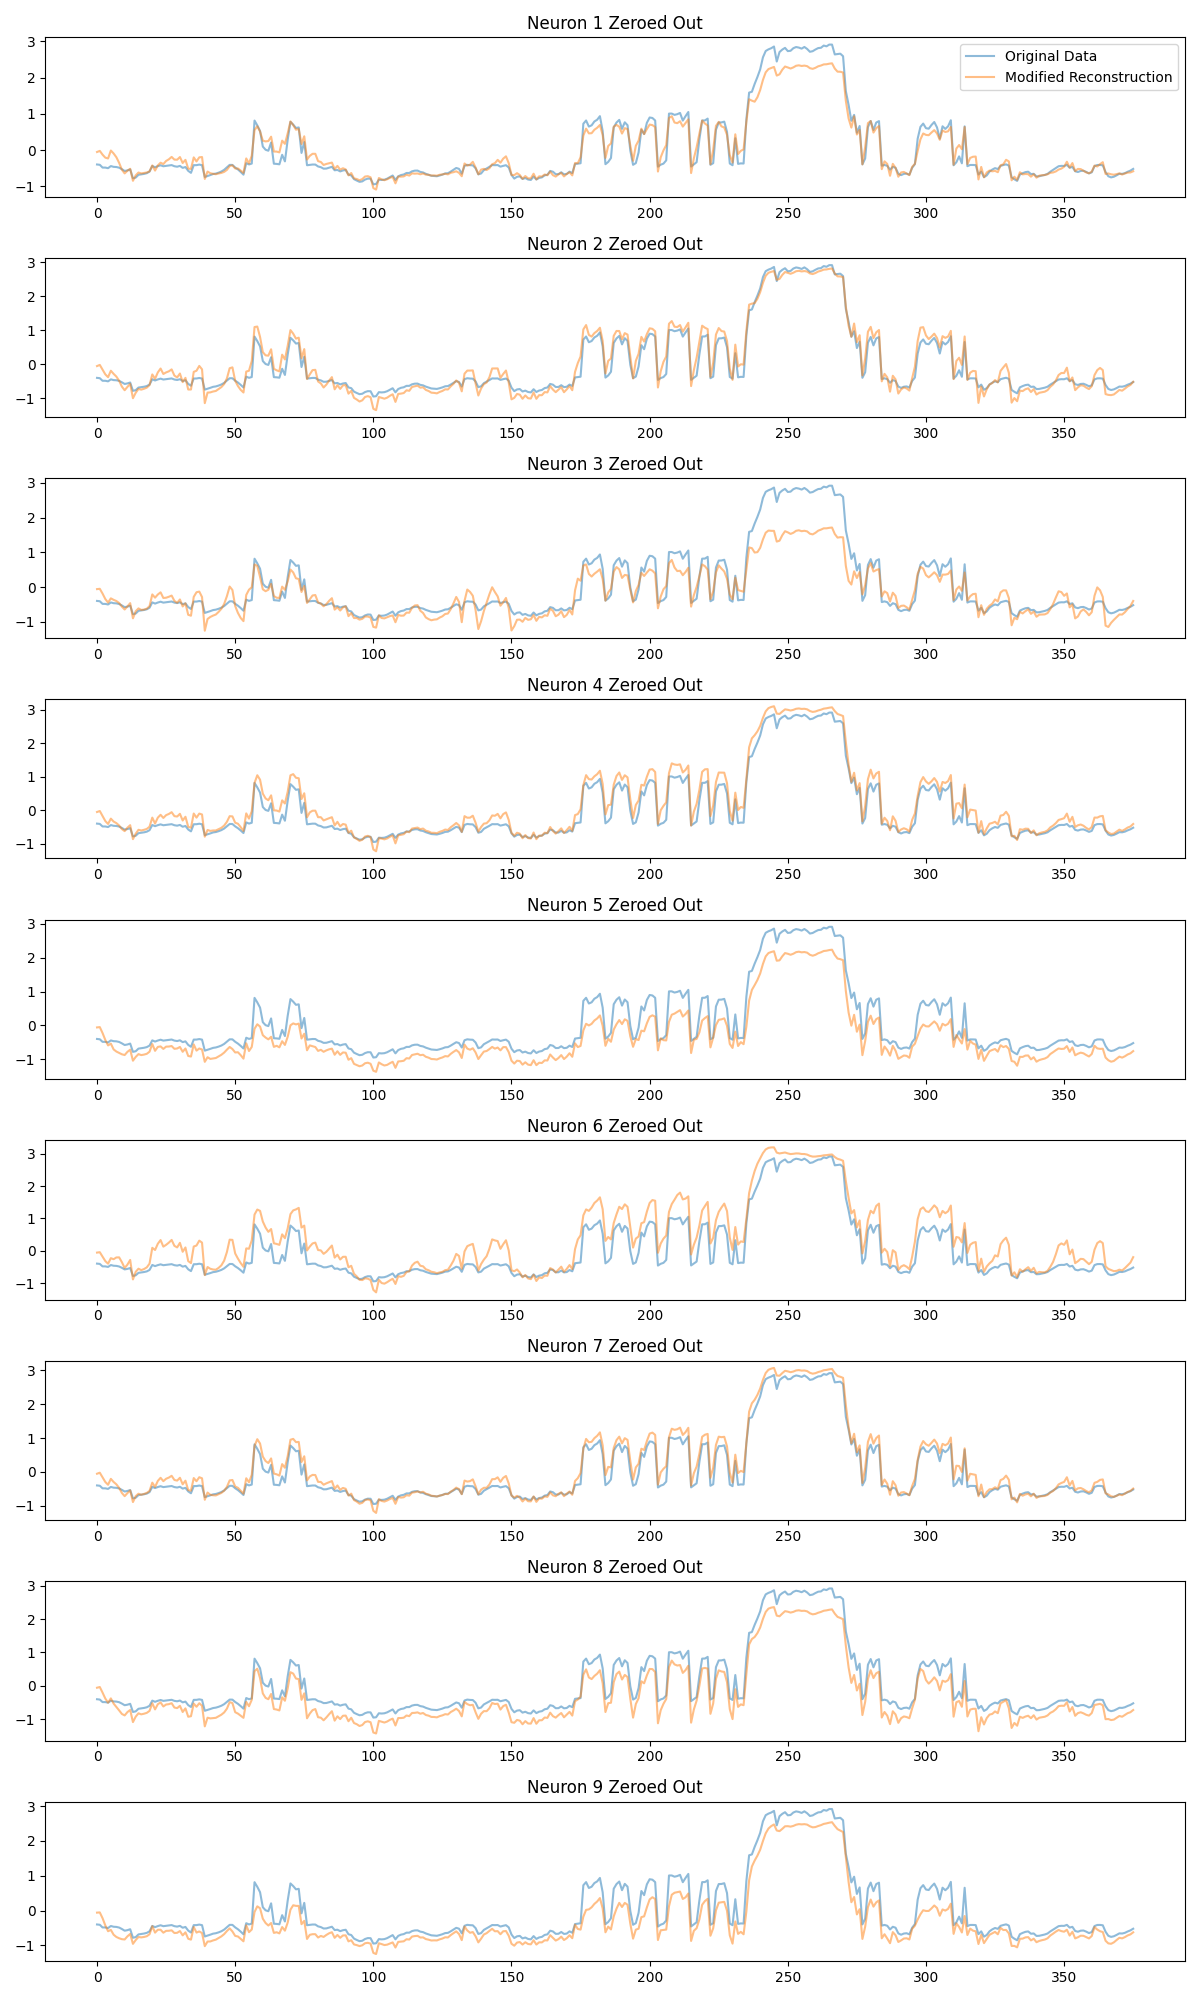 Neuron 1 Zeroed Out
3
2
1
0
−1
Original Data
Modified Reconstruction
0 50 100 150 200 250 300 350
Neuron 2 Zeroed Out
3
2
1
0
−1
0 50 100 150 200 250 300 350
Neuron 3 Zeroed Out
3
2
1
0
−1
0 50 100 150 200 250 300 350
Neuron 4 Zeroed Out
3
2
1
0
−1
0 50 100 150 200 250 300 350
Neuron 5 Zeroed Out
3
2
1
0
−1
0 50 100 150 200 250 300 350
Neuron 6 Zeroed Out
3
2
1
0
−1
0 50 100 150 200 250 300 350
Neuron 7 Zeroed Out
3
2
1
0
−1
0 50 100 150 200 250 300 350
Neuron 8 Zeroed Out
3
2
1
0
−1
0 50 100 150 200 250 300 350
Neuron 9 Zeroed Out
3
2
1
0
−1
0 50 100 150 200 250 300 350